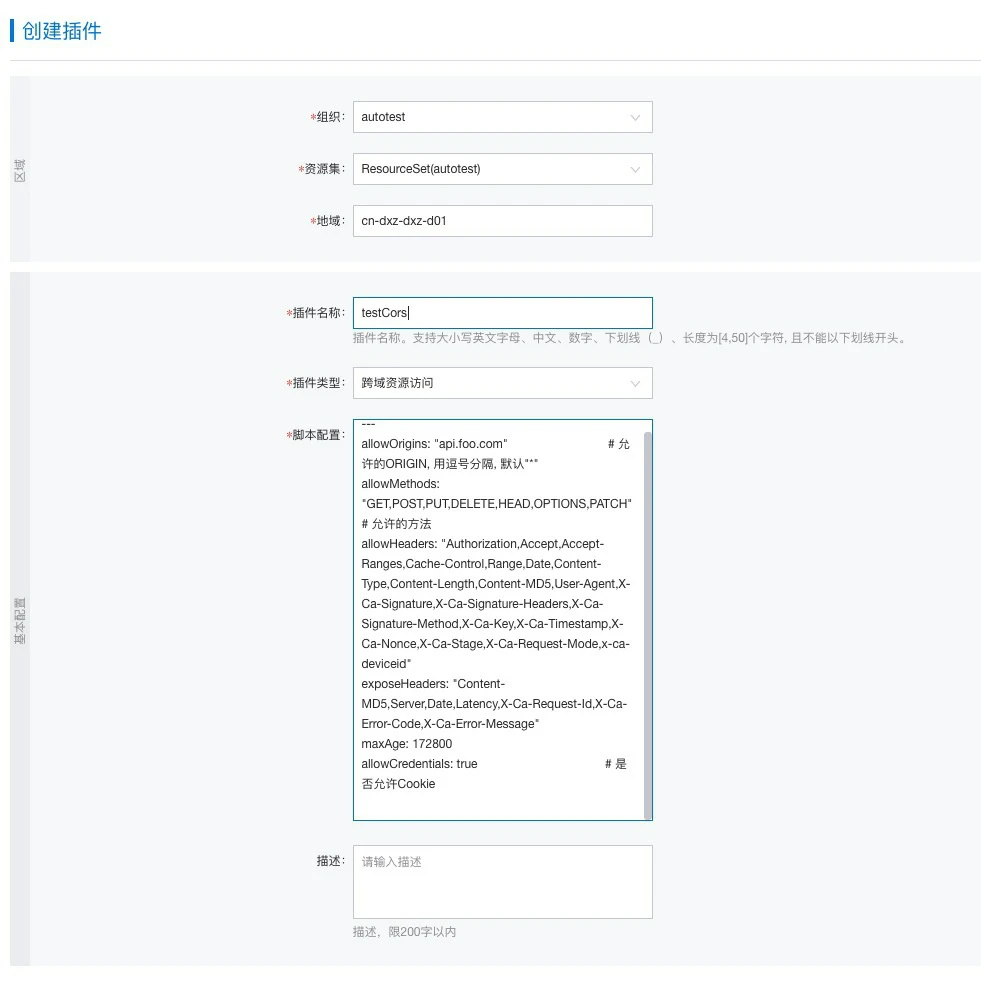 创建插件
区域
*组织: autotest
*资源集: ResourceSet(autotest)
*地域: cn-dxz-dxz-d01
基本配置
*插件名称: testCors
插件名称。支持大小写英文字母、中文、数字、下划线（_）、长度为[4,50]个字符, 且不能以下划线开头。
*插件类型: 跨域资源访问
*脚本配置:
---
allowOrigins: "api.foo.com" # 允
许的ORIGIN, 用逗号分隔, 默认"*"
allowMethods:
"GET,POST,PUT,DELETE,HEAD,OPTIONS,PATCH"
# 允许的方法
allowHeaders: "Authorization,Accept,Accept-
Ranges,Cache-Control,Range,Date,Content-
Type,Content-Length,Content-MD5,User-Agent,X-
Ca-Signature,X-Ca-Signature-Headers,X-Ca-
Signature-Method,X-Ca-Key,X-Ca-Timestamp,X-
Ca-Nonce,X-Ca-Stage,X-Ca-Request-Mode,x-ca-
deviceid"
exposeHeaders: "Content-
MD5,Server,Date,Latency,X-Ca-Request-Id,X-Ca-
Error-Code,X-Ca-Error-Message"
maxAge: 172800
allowCredentials: true # 是
否允许Cookie
描述: 请输入描述
描述，限200字以内